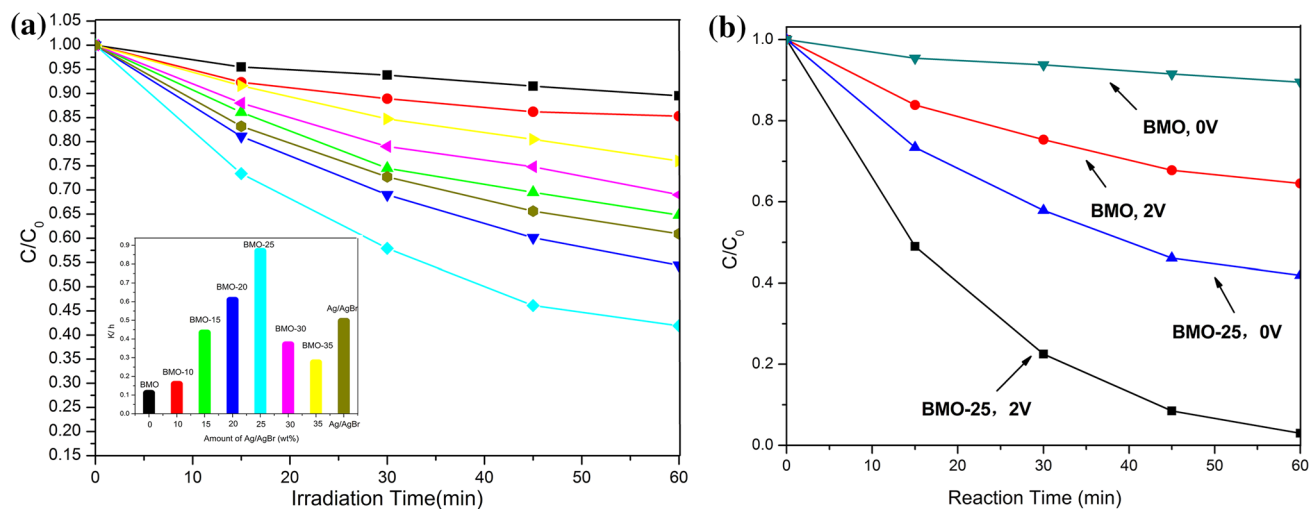 (a)
1.05
1.00
0.95
0.90
0.85
0.80
0.75
0.70
0.65
0.60
0.55
0.50
0.45
0.40
0.35
0.30
0.25
0.20
0.15
C/C0
0 10 20 30 40 50 60
Irradiation Time(min)
0.9
0.8
0.7
0.6
0.5
0.4
0.3
0.2
0.1
0.0
K/ h
BMO
BMO-10
BMO-15
BMO-20
BMO-25
BMO-30
BMO-35
Ag/AgBr
0 10 15 20 25 30 35 Ag/AgBr
Amount of Ag/AgBr (wt%)
(b)
1.0
0.8
0.6
0.4
0.2
0.0
C/C0
BMO, 0V
BMO, 2V
BMO-25, 0V
BMO-25, 2V
0 10 20 30 40 50 60
Reaction Time (min)